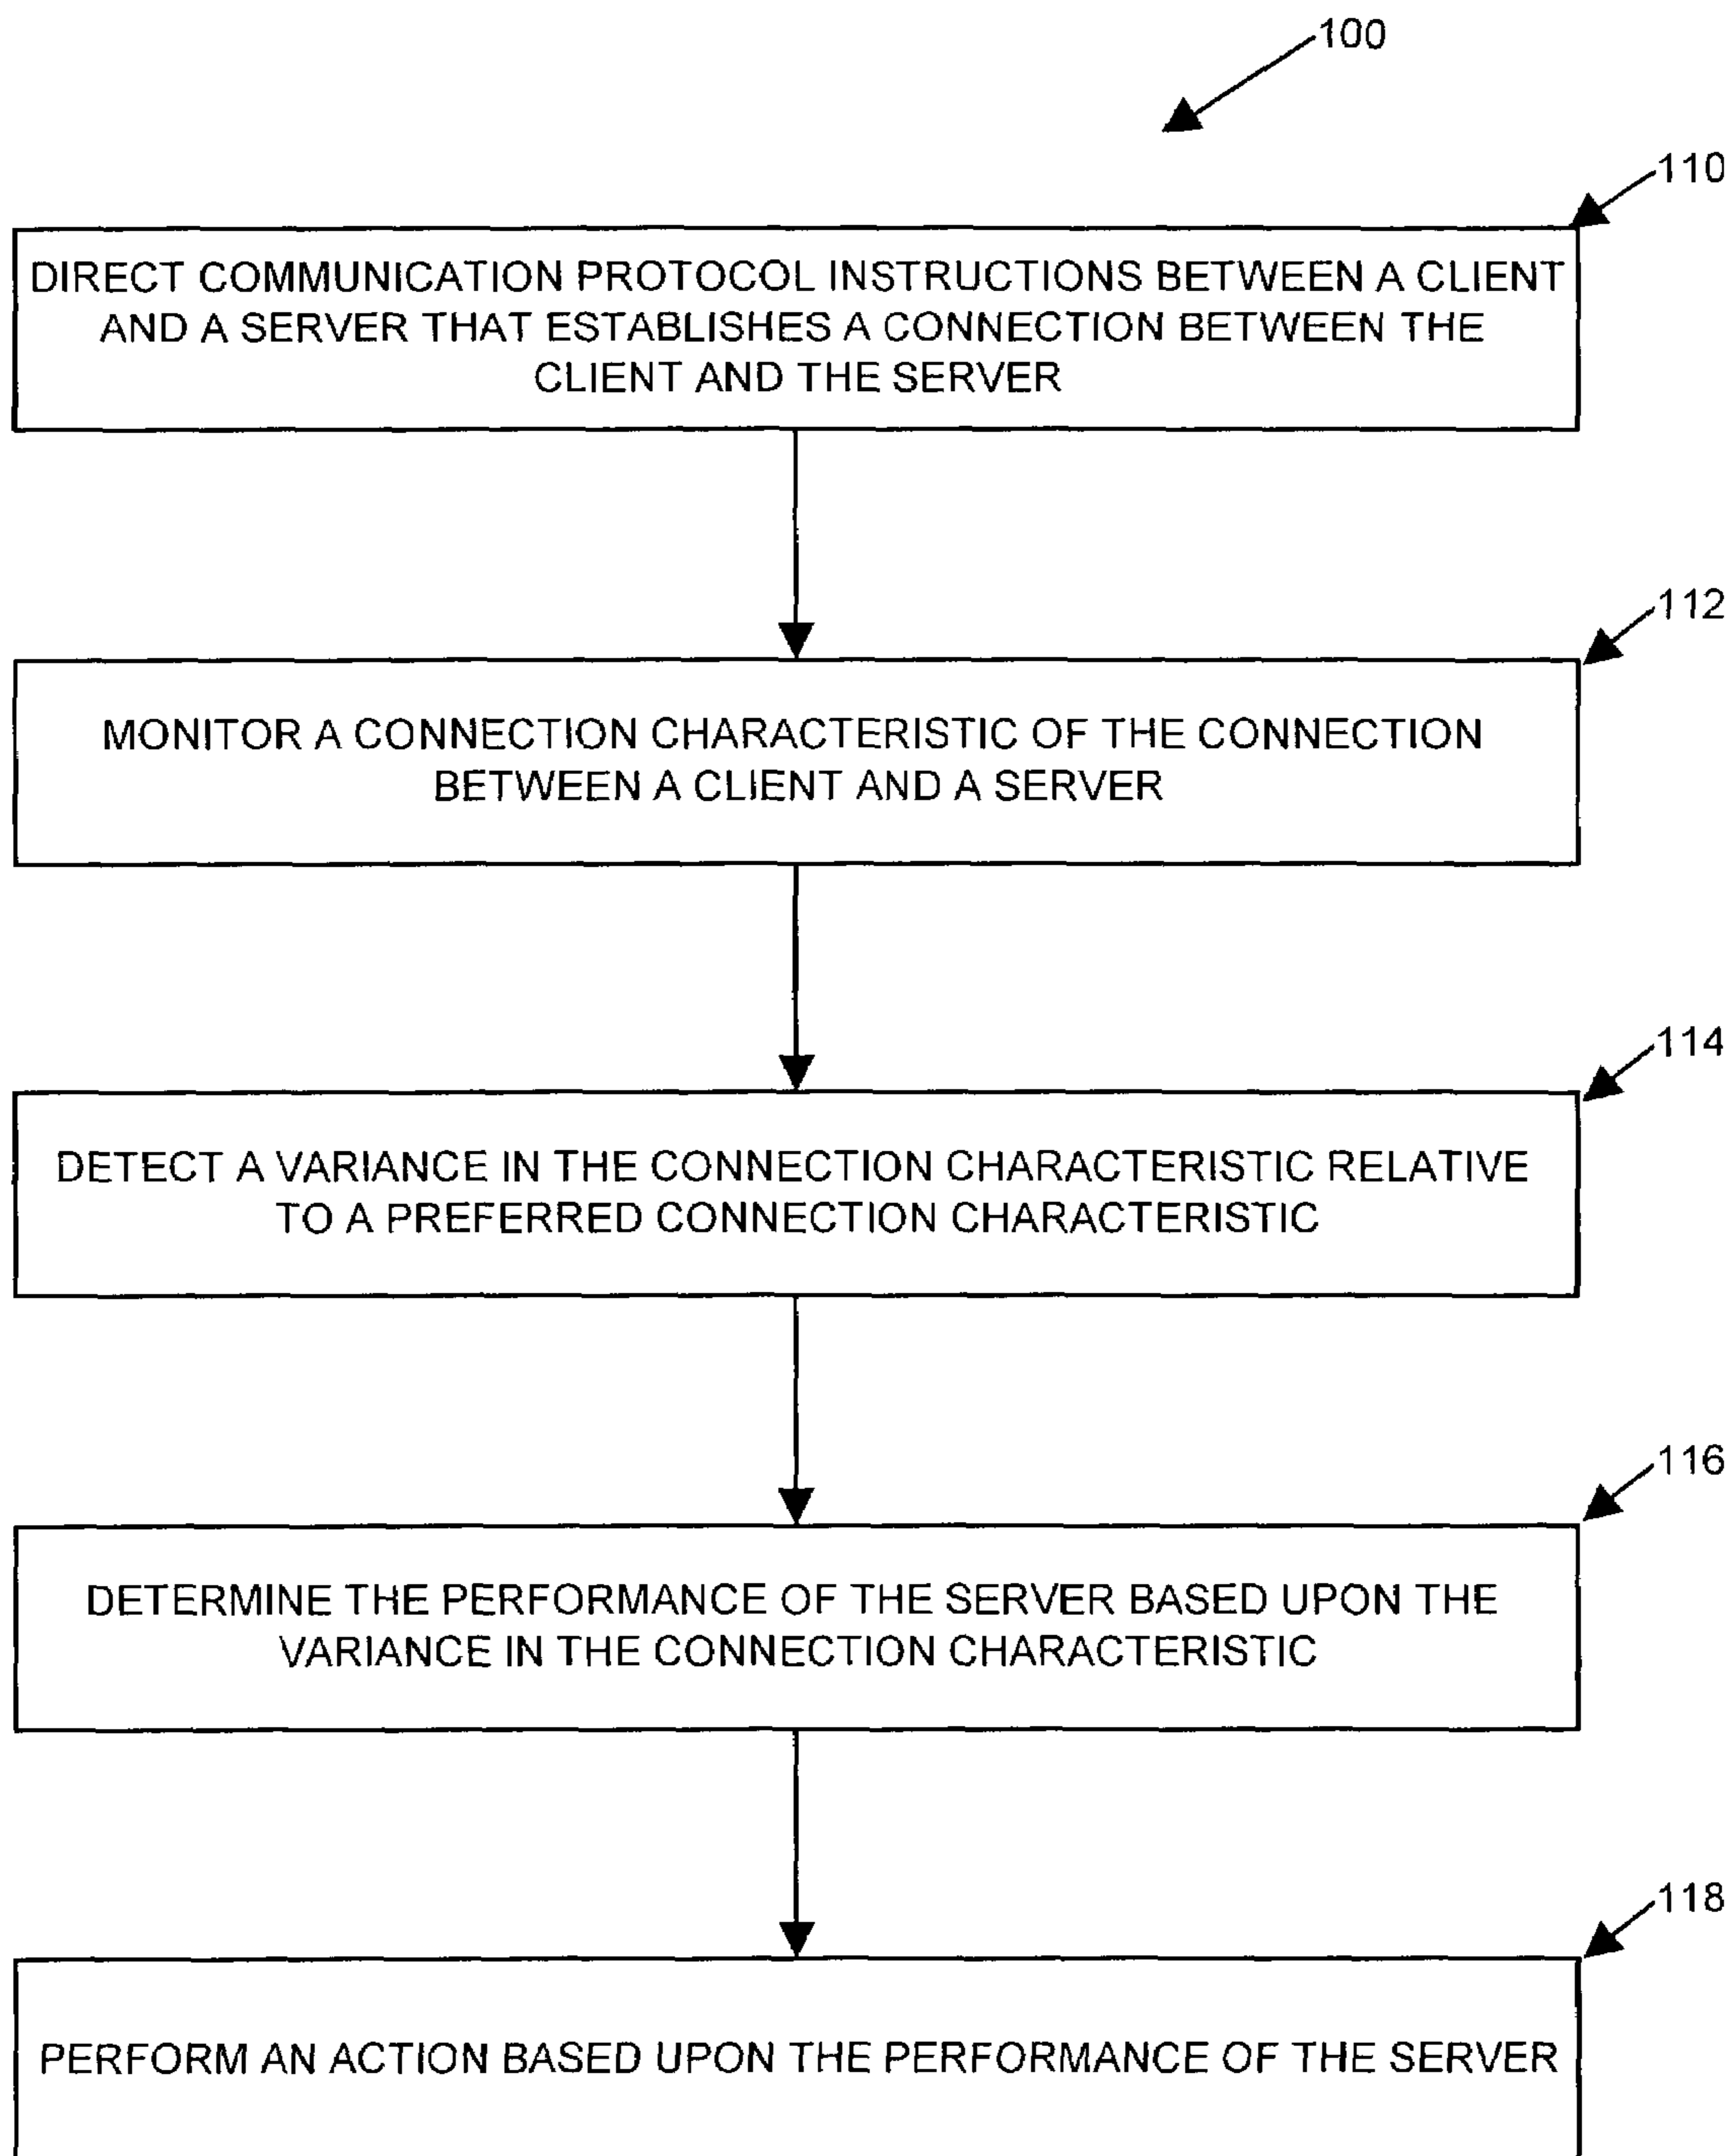 100
110
DIRECT COMMUNICATION PROTOCOL INSTRUCTIONS BETWEEN A CLIENT
AND A SERVER THAT ESTABLISHES A CONNECTION BETWEEN THE
CLIENT AND THE SERVER
112
MONITOR A CONNECTION CHARACTERISTIC OF THE CONNECTION
BETWEEN A CLIENT AND A SERVER
114
DETECT A VARIANCE IN THE CONNECTION CHARACTERISTIC RELATIVE
TO A PREFERRED CONNECTION CHARACTERISTIC
116
DETERMINE THE PERFORMANCE OF THE SERVER BASED UPON THE
VARIANCE IN THE CONNECTION CHARACTERISTIC
118
PERFORM AN ACTION BASED UPON THE PERFORMANCE OF THE SERVER